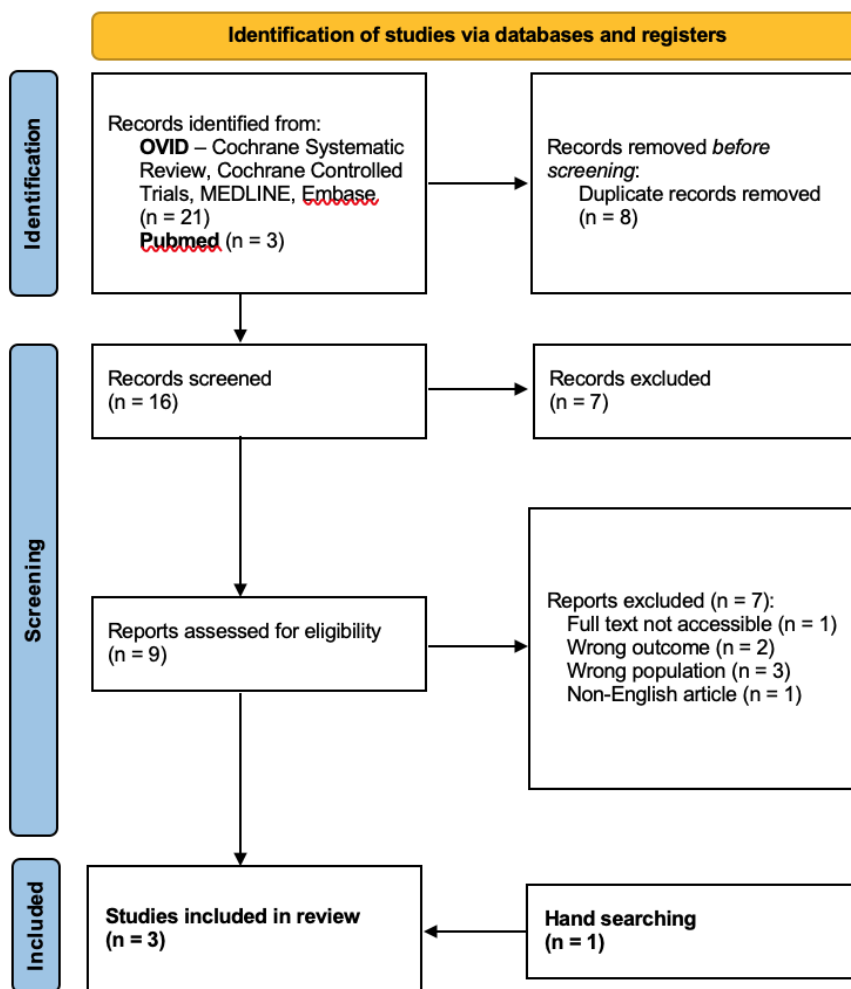 Identification of studies via databases and registers
Identification
Records identified from:
OVID – Cochrane Systematic
Review, Cochrane Controlled
Trials, MEDLINE, Embase
(n = 21)
Pubmed (n = 3)
Records removed before
screening:
Duplicate records removed
(n = 8)
Screening
Records screened
(n = 16)
Records excluded
(n = 7)
Reports assessed for eligibility
(n = 9)
Reports excluded (n = 7):
Full text not accessible (n = 1)
Wrong outcome (n = 2)
Wrong population (n = 3)
Non-English article (n = 1)
Included
Studies included in review
(n = 3)
Hand searching
(n = 1)